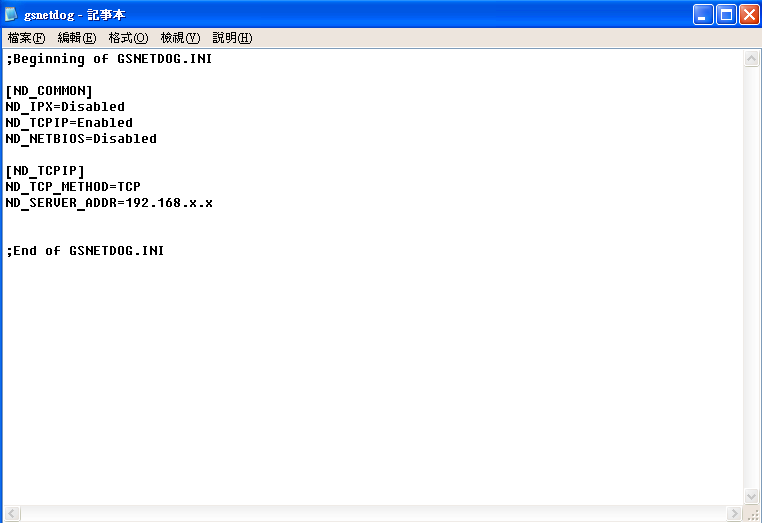 gsnetdog - 記事本
檔案(F) 編輯(E) 格式(O) 檢視(V) 說明(H)
;Beginning of GSNETDOG.INI
[ND_COMMON]
ND_IPX=Disabled
ND_TCPIP=Enabled
ND_NETBIOS=Disabled
[ND_TCPIP]
ND_TCP_METHOD=TCP
ND_SERVER_ADDR=192.168.x.x
;End of GSNETDOG.INI